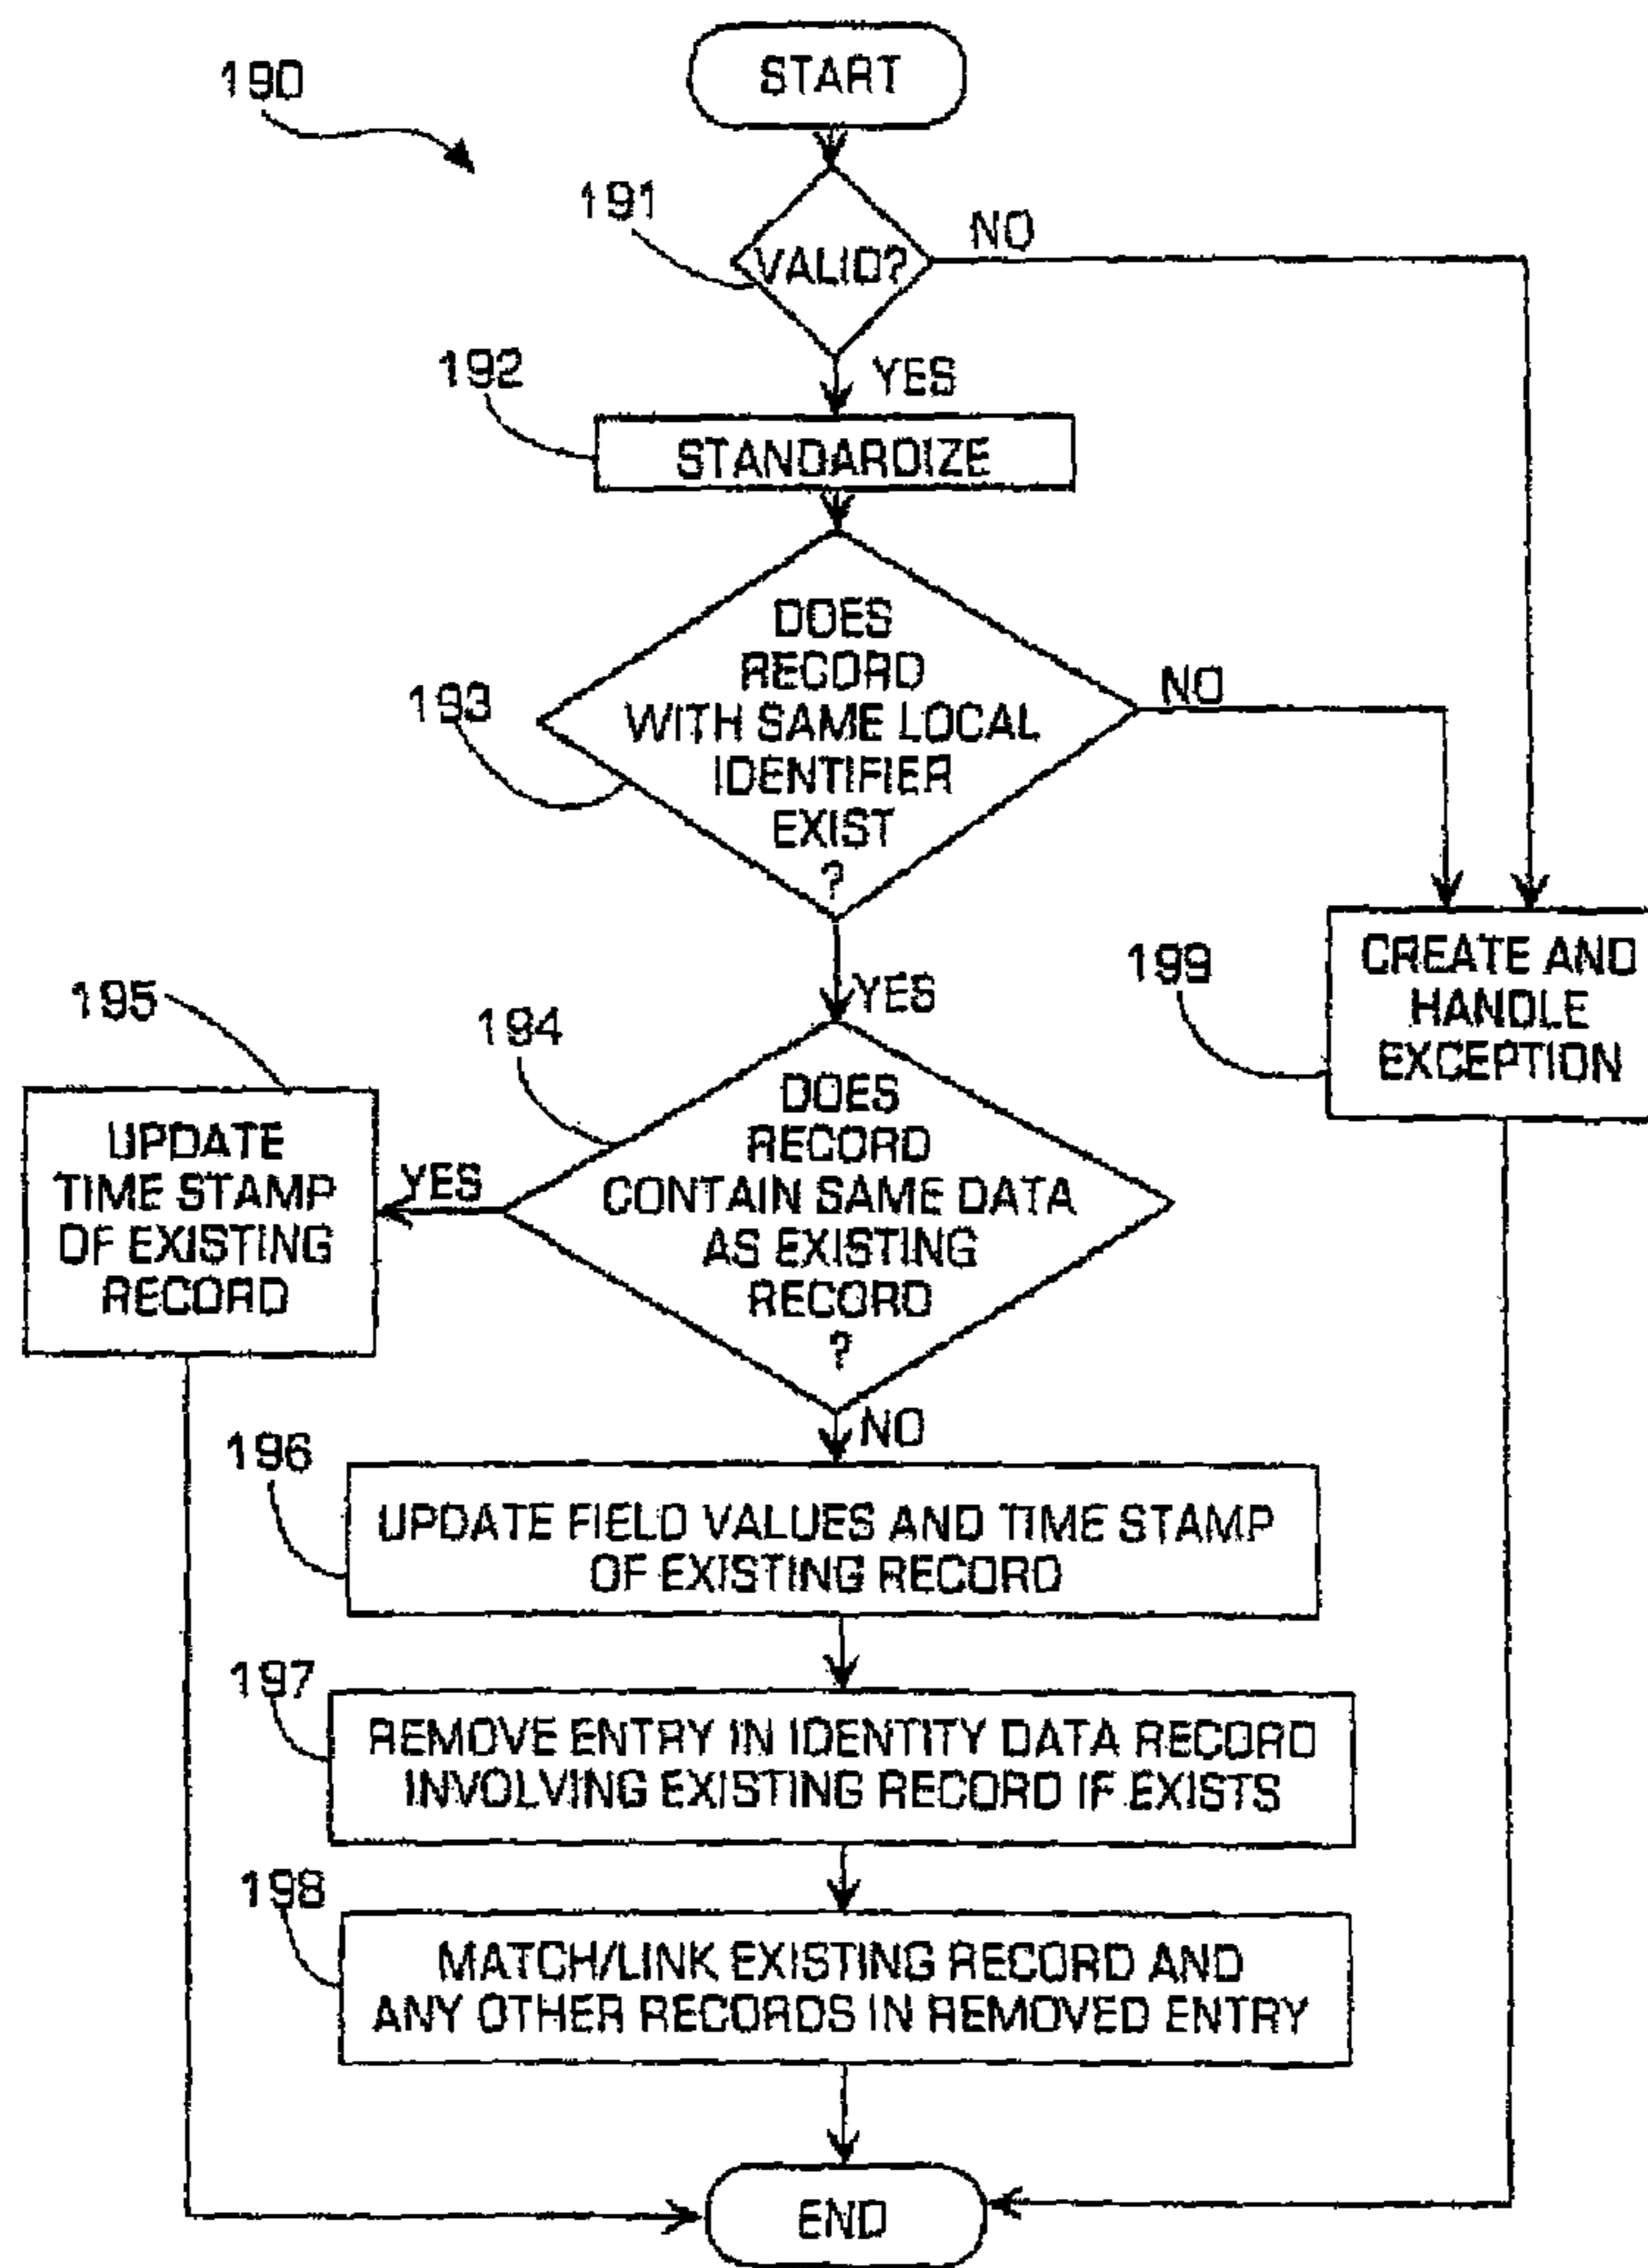 190
START
191
VALID?
NO
YES
192
STANDARDIZE
193
DOES
RECORD
WITH SAME LOCAL
IDENTIFIER
EXIST
?
NO
YES
199
CREATE AND
HANDLE
EXCEPTION
194
DOES
RECORD
CONTAIN SAME DATA
AS EXISTING
RECORD
?
YES
195
UPDATE
TIME STAMP
OF EXISTING
RECORD
NO
196
UPDATE FIELD VALUES AND TIME STAMP
OF EXISTING RECORD
197
REMOVE ENTRY IN IDENTITY DATA RECORD
INVOLVING EXISTING RECORD IF EXISTS
198
MATCH/LINK EXISTING RECORD AND
ANY OTHER RECORDS IN REMOVED ENTRY
END